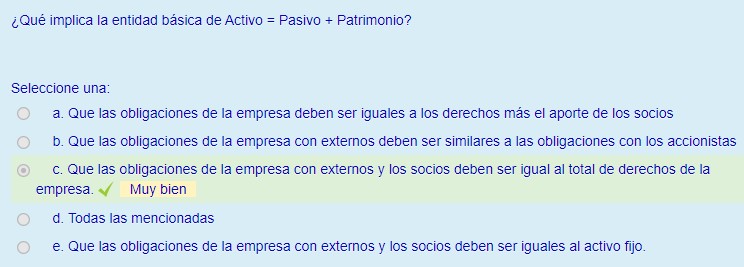 ¿Qué implica la entidad básica de Activo = Pasivo + Patrimonio?
Seleccione una:
a. Que las obligaciones de la empresa deben ser iguales a los derechos más el aporte de los socios
b. Que las obligaciones de la empresa con externos deben ser similares a las obligaciones con los accionistas
c. Que las obligaciones de la empresa con externos y los socios deben ser igual al total de derechos de la
empresa. Muy bien
d. Todas las mencionadas
e. Que las obligaciones de la empresa con externos y los socios deben ser iguales al activo fijo.